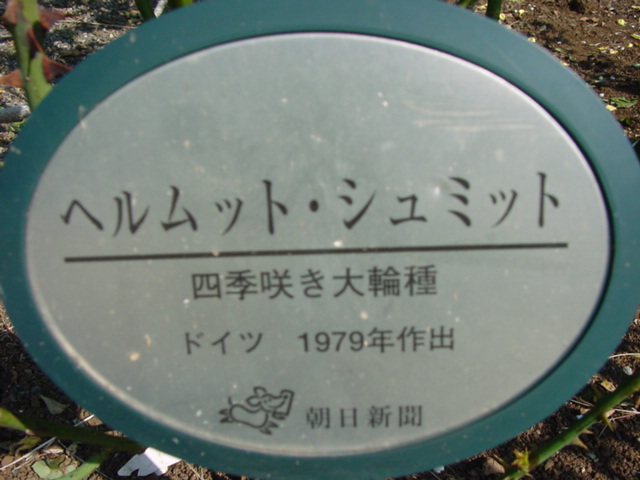 ヘルムット・シュミット
四季咲き大輪種
ドイツ 1979年作出
朝日新聞